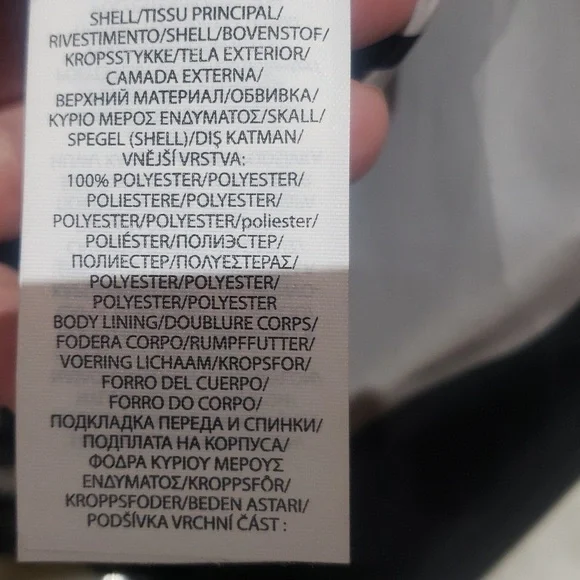 SHELL/TISSU PRINCIPAL/
RIVESTIMENTO/SHELL/BOVENSTOF/
KROPSSTYKKE/TELA EXTERIOR/
CAMADA EXTERNA/
ВЕРХНИЙ МАТЕРИАЛ/ОБВИВКА/
ΚΥΡΙΟ ΜΕΡΟΣ ΕΝΔΥΜΑΤΟΣ/SKALL/
SPEGEL (SHELL)/DIŞ KATMAN/
VNĚJŠÍ VRSTVA:
100% POLYESTER/POLYESTER/
POLIESTERE/POLYESTER/
POLYESTER/POLYESTER/poliester/
POLIÉSTER/ПОЛИЭСТЕР/
ПОЛИЕСТЕР/ΠΟΛΥΕΣΤΕΡΑΣ/
POLYESTER/POLYESTER/
POLYESTER/POLYESTER
BODY LINING/DOUBLURE CORPS/
FODERA CORPO/RUMPFFUTTER/
VOERING LICHAAM/KROPSFOR/
FORRO DEL CUERPO/
FORRO DO CORPO/
ПОДКЛАДКА ПЕРЕДА И СПИНКИ/
ПОДПЛАТА НА КОРПУСА/
ΦΟΔΡΑ ΚΥΡΙΟΥ ΜΕΡΟΥΣ
ΕΝΔΥΜΑΤΟΣ/KROPPSFÔR/
KROPPSFODER/BEDEN ASTARI/
PODŠÍVKA VRCHNÍ ČÁST :